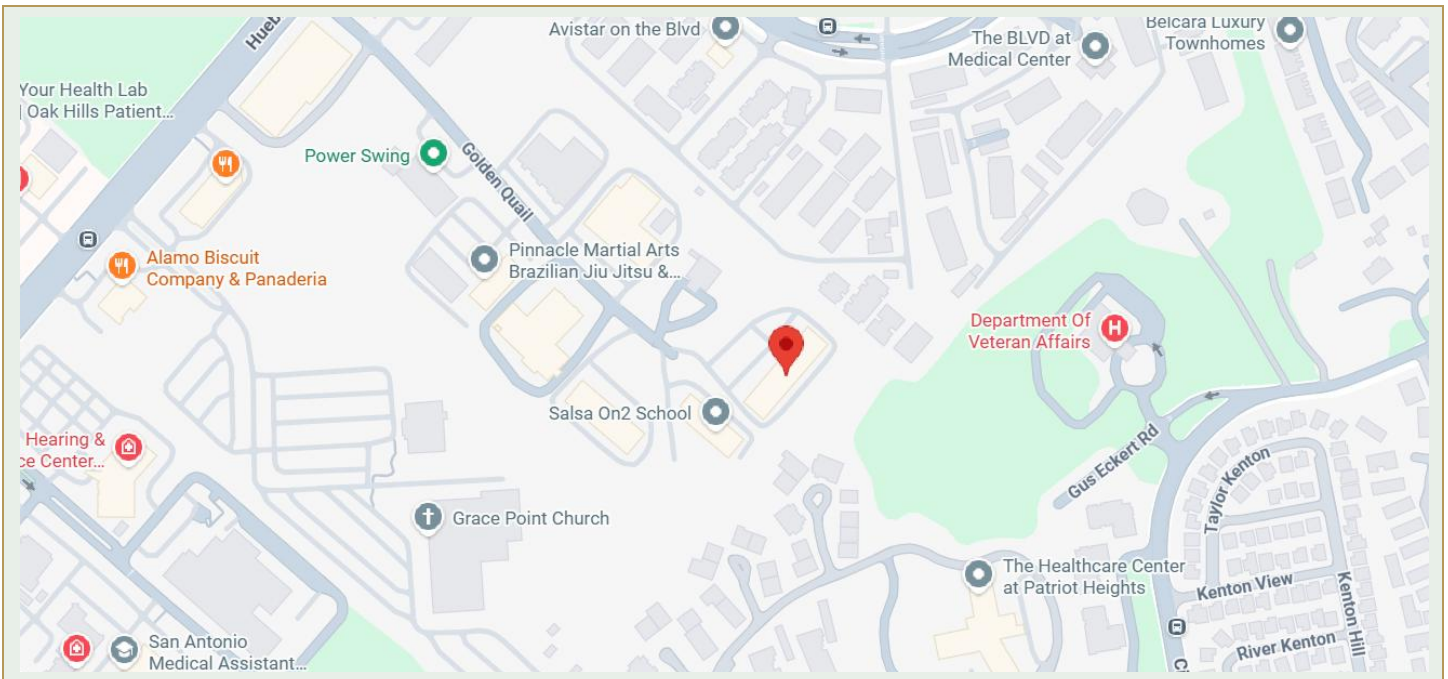 Hueb
Avistar on the Blvd
The BLVD at
Medical Center
Belcara Luxury
Townhomes
Your Health Lab
Oak Hills Patient...
Power Swing
Golden Quail
Pinnacle Martial Arts
Brazilian Jiu Jitsu &...
Alamo Biscuit
Company & Panaderia
Department Of
Veteran Affairs
H
Salsa On2 School
Hearing &
ce Center...
Gus Eckert Rd
Taylor Kenton
Grace Point Church
The Healthcare Center
at Patriot Heights
Kenton View
Kenton Hill
River Kenton
San Antonio
Medical Assistant...
Ci